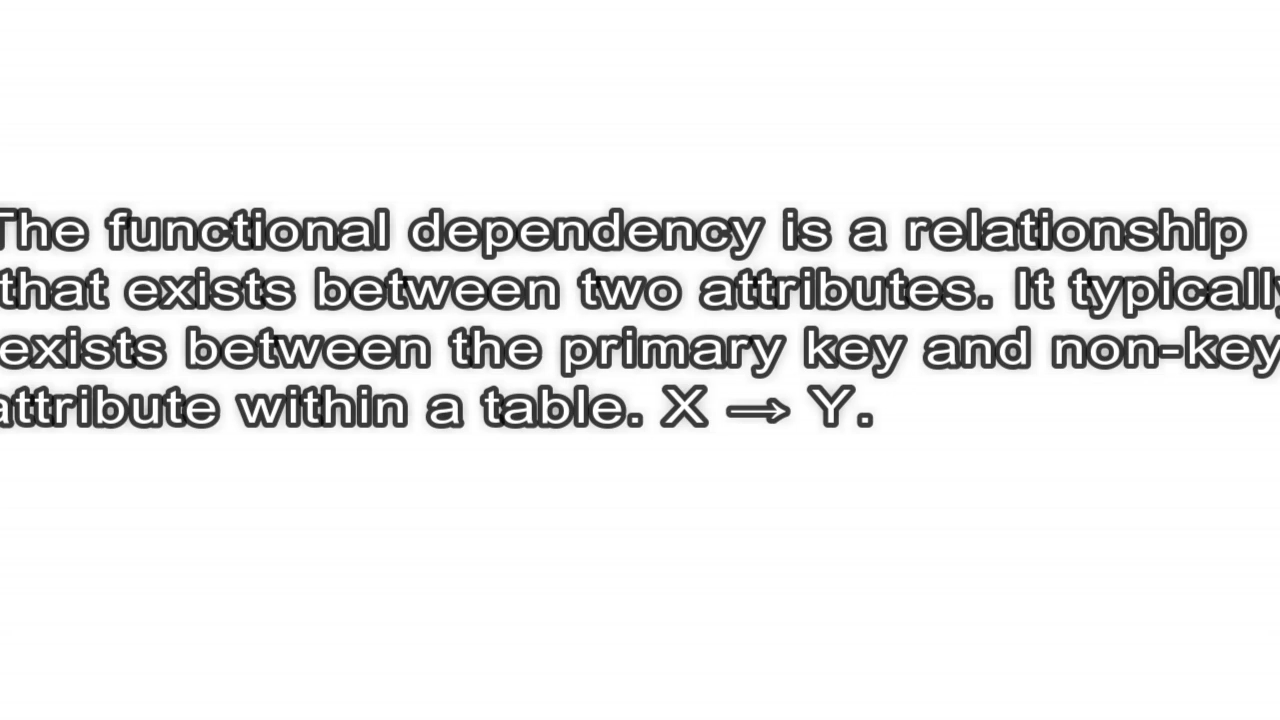 The functional dependency is a relationship
that exists between two attributes. It typically
exists between the primary key and non-key
attribute within a table. X → Y.